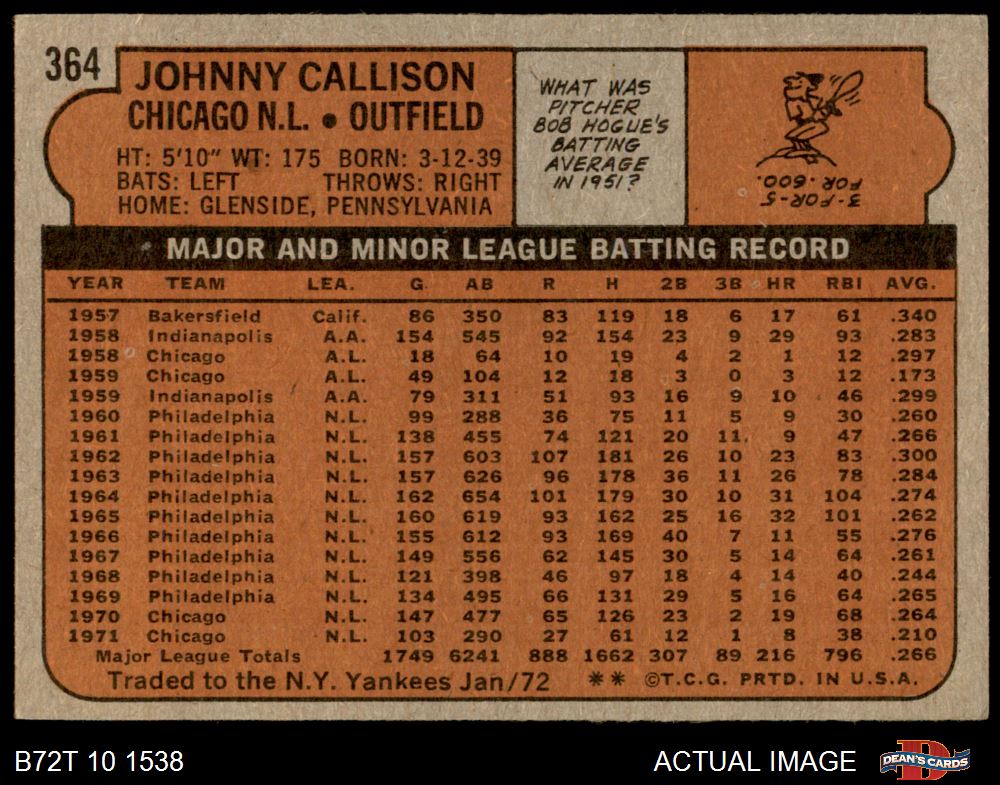 364
JOHNNY CALLISON
CHICAGO N.L. • OUTFIELD
HT: 5'10" WT: 175 BORN: 3-12-39
BATS: LEFT THROWS: RIGHT
HOME: GLENSIDE, PENNSYLVANIA
WHAT WAS
PITCHER
BOB HOGUE'S
BATTING
AVERAGE
IN 1951?
3-FOR-5
FOR .600.
MAJOR AND MINOR LEAGUE BATTING RECORD
YEAR TEAM LEA. G AB R H 2B 3B HR RBI AVG.
1957 Bakersfield Calif. 86 350 83 119 18 6 17 61 .340
1958 Indianapolis A.A. 154 545 92 154 23 9 29 93 .283
1958 Chicago A.L. 18 64 10 19 4 2 1 12 .297
1959 Chicago A.L. 49 104 12 18 3 0 3 12 .173
1959 Indianapolis A.A. 79 311 51 93 16 9 10 46 .299
1960 Philadelphia N.L. 99 288 36 75 11 5 9 30 .260
1961 Philadelphia N.L. 138 455 74 121 20 11 9 47 .266
1962 Philadelphia N.L. 157 603 107 181 26 10 23 83 .300
1963 Philadelphia N.L. 157 626 96 178 36 11 26 78 .284
1964 Philadelphia N.L. 162 654 101 179 30 10 31 104 .274
1965 Philadelphia N.L. 160 619 93 162 25 16 32 101 .262
1966 Philadelphia N.L. 155 612 93 169 40 7 11 55 .276
1967 Philadelphia N.L. 149 556 62 145 30 5 14 64 .261
1968 Philadelphia N.L. 121 398 46 97 18 4 14 40 .244
1969 Philadelphia N.L. 134 495 66 131 29 5 16 64 .265
1970 Chicago N.L. 147 477 65 126 23 2 19 68 .264
1971 Chicago N.L. 103 290 27 61 12 1 8 38 .210
Major League Totals 1749 6241 888 1662 307 89 216 796 .266
Traded to the N.Y. Yankees Jan/72 ** ©T.C.G. PRTD. IN U.S.A.
B72T 10 1538 ACTUAL IMAGE DEAN'S CARDS